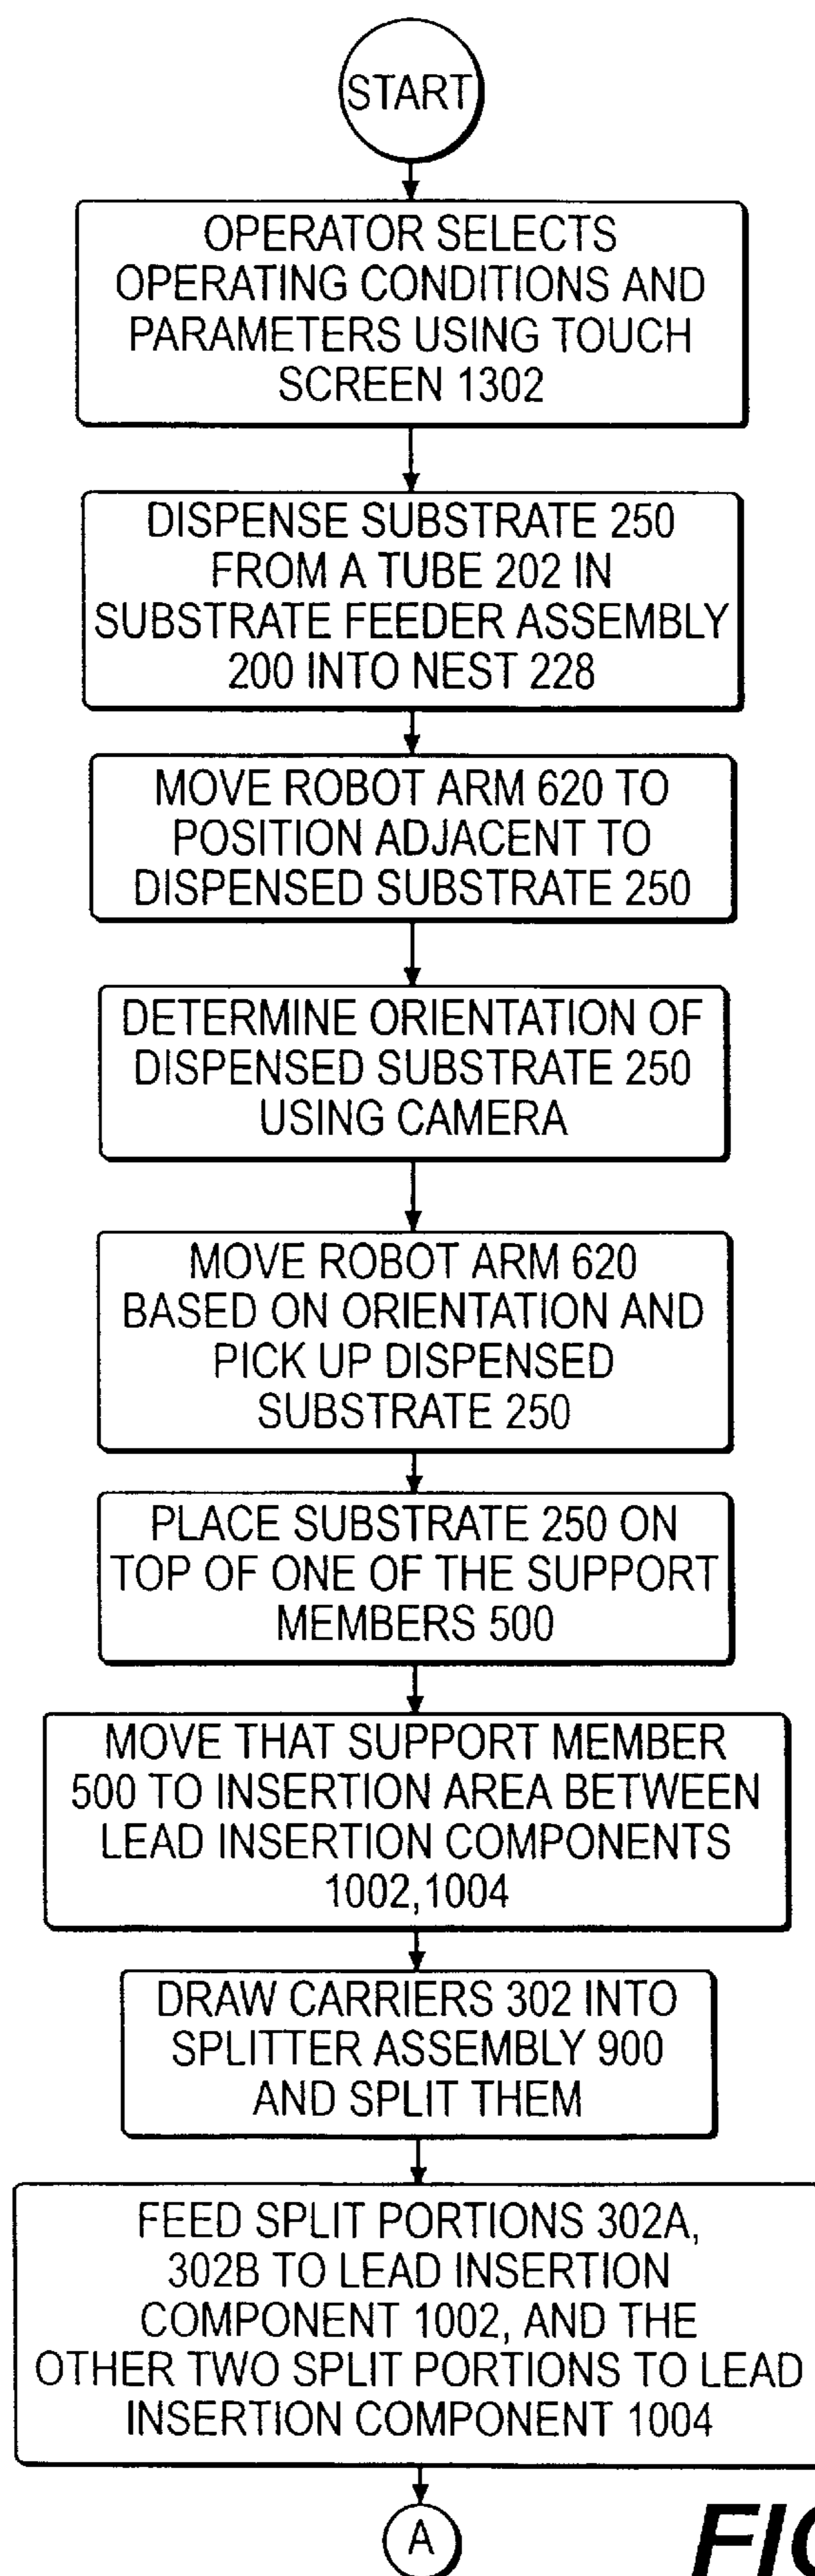 START
OPERATOR SELECTS
OPERATING CONDITIONS AND
PARAMETERS USING TOUCH
SCREEN 1302
DISPENSE SUBSTRATE 250
FROM A TUBE 202 IN
SUBSTRATE FEEDER ASSEMBLY
200 INTO NEST 228
MOVE ROBOT ARM 620 TO
POSITION ADJACENT TO
DISPENSED SUBSTRATE 250
DETERMINE ORIENTATION OF
DISPENSED SUBSTRATE 250
USING CAMERA
MOVE ROBOT ARM 620
BASED ON ORIENTATION AND
PICK UP DISPENSED
SUBSTRATE 250
PLACE SUBSTRATE 250 ON
TOP OF ONE OF THE SUPPORT
MEMBERS 500
MOVE THAT SUPPORT MEMBER
500 TO INSERTION AREA BETWEEN
LEAD INSERTION COMPONENTS
1002,1004
DRAW CARRIERS 302 INTO
SPLITTER ASSEMBLY 900
AND SPLIT THEM
FEED SPLIT PORTIONS 302A,
302B TO LEAD INSERTION
COMPONENT 1002, AND THE
OTHER TWO SPLIT PORTIONS TO LEAD
INSERTION COMPONENT 1004
A